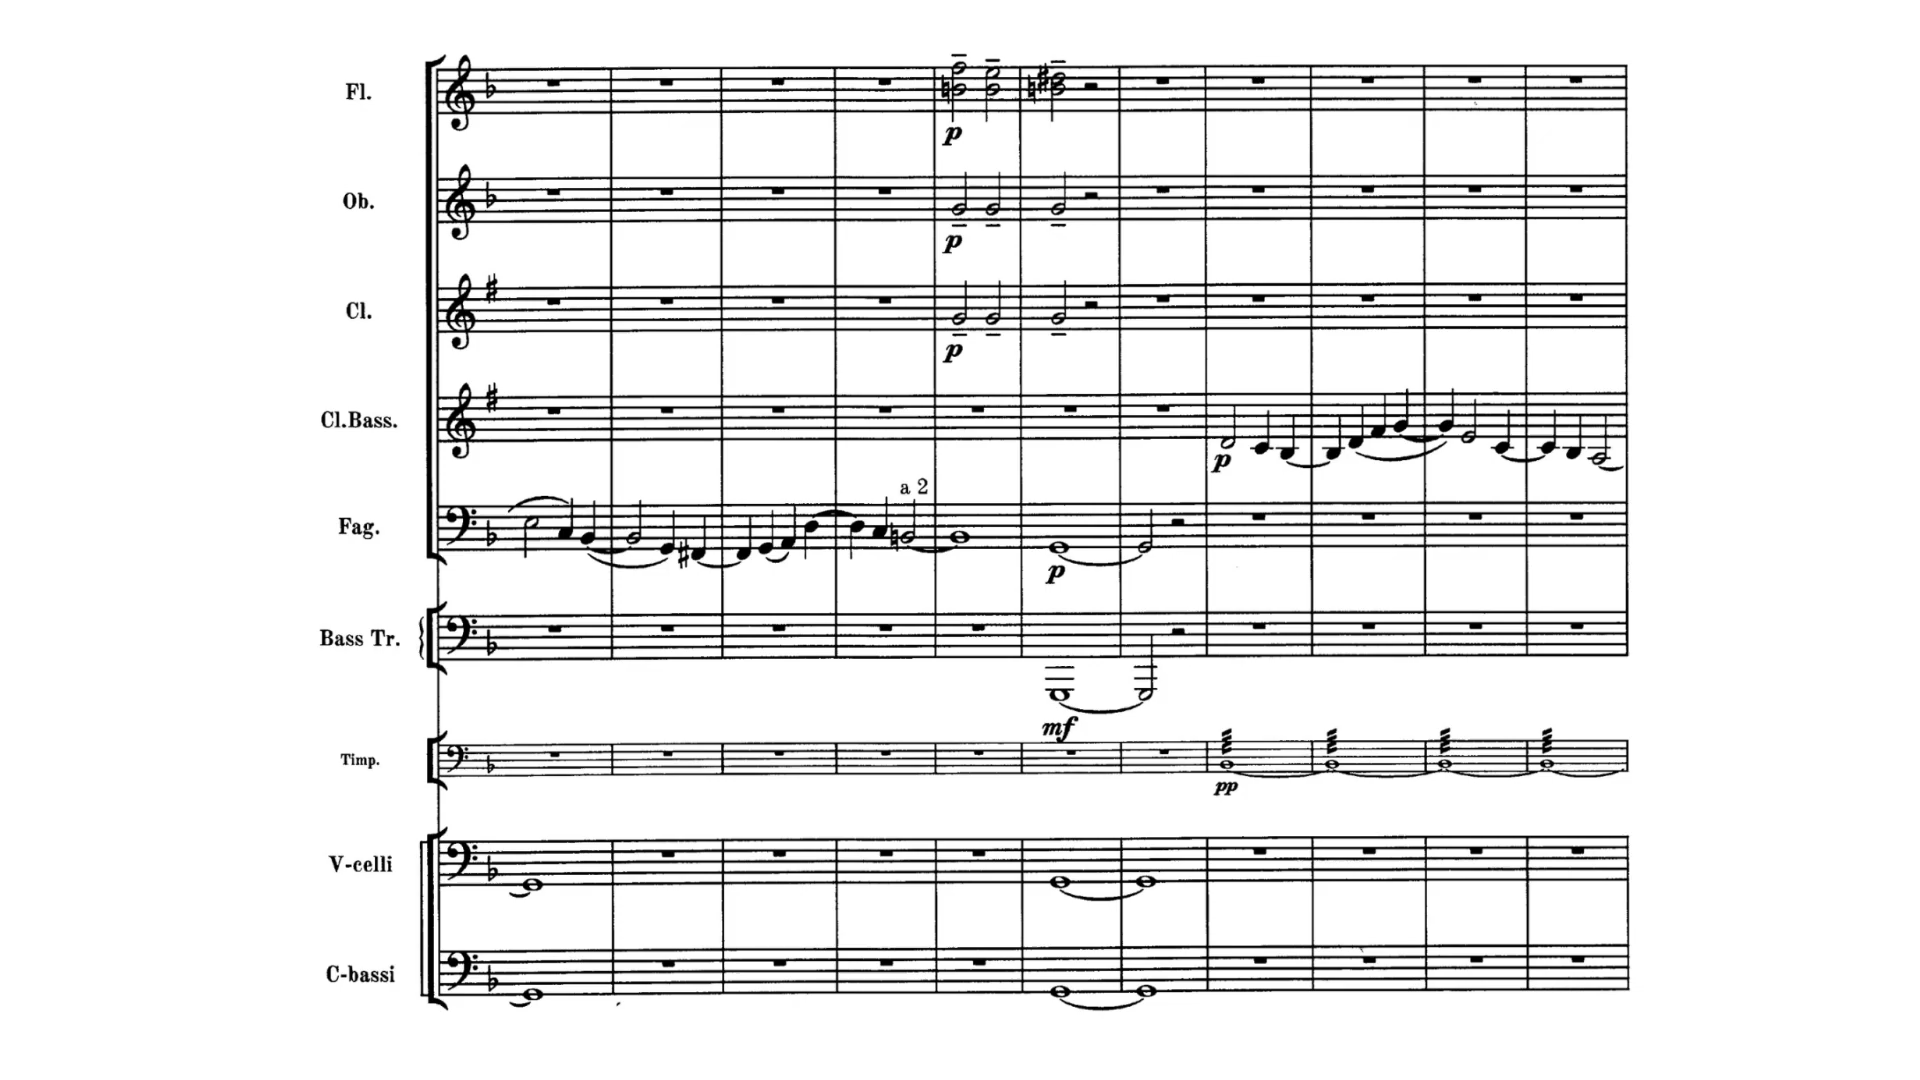 Fl.
p
Ob.
p
Cl.
p
Cl.Bass.
p
a 2
Fag.
p
Bass Tr.
mf
Timp.
pp
V-celli
C-bassi